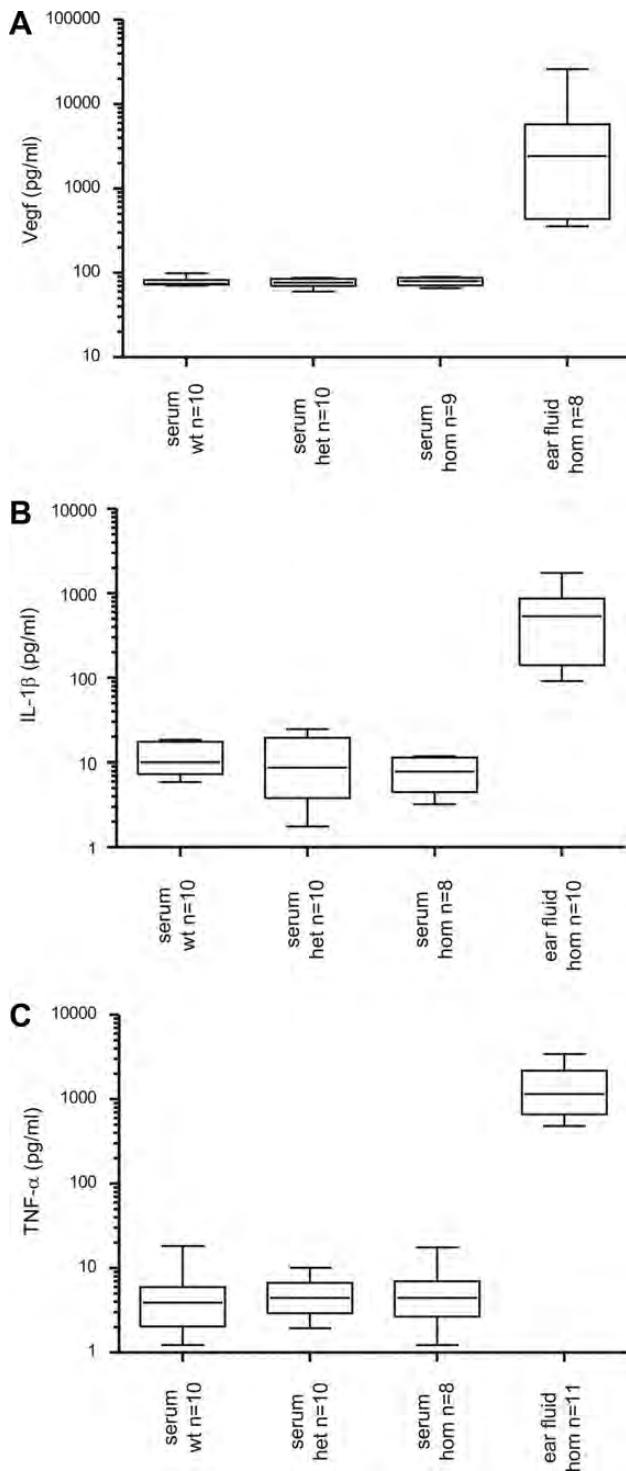 A
Vegf (pg/ml)
100000
10000
1000
100
10
serum
wt n=10
serum
het n=10
serum
hom n=9
ear fluid
hom n=8
B
IL-1β (pg/ml)
10000
1000
100
10
1
serum
wt n=10
serum
het n=10
serum
hom n=8
ear fluid
hom n=10
C
TNF-α (pg/ml)
10000
1000
100
10
1
serum
wt n=10
serum
het n=10
serum
hom n=8
ear fluid
hom n=11